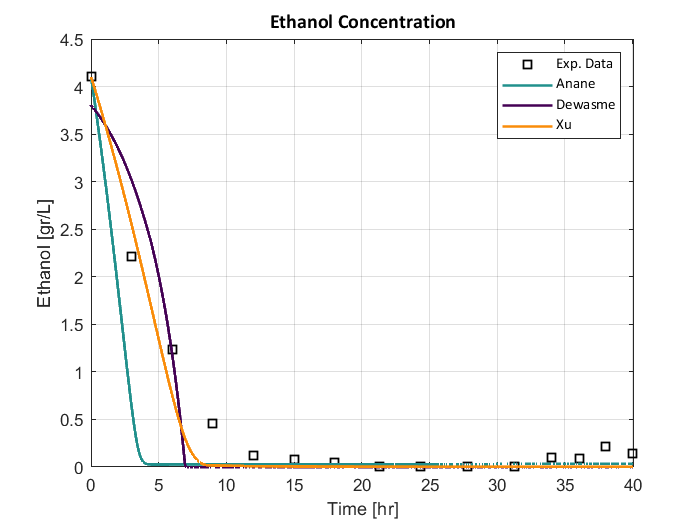 Ethanol Concentration
4.5
4
3.5
3
2.5
2
1.5
1
0.5
0
Ethanol [gr/L]
Exp. Data
Anane
Dewasme
Xu
0 5 10 15 20 25 30 35 40
Time [hr]